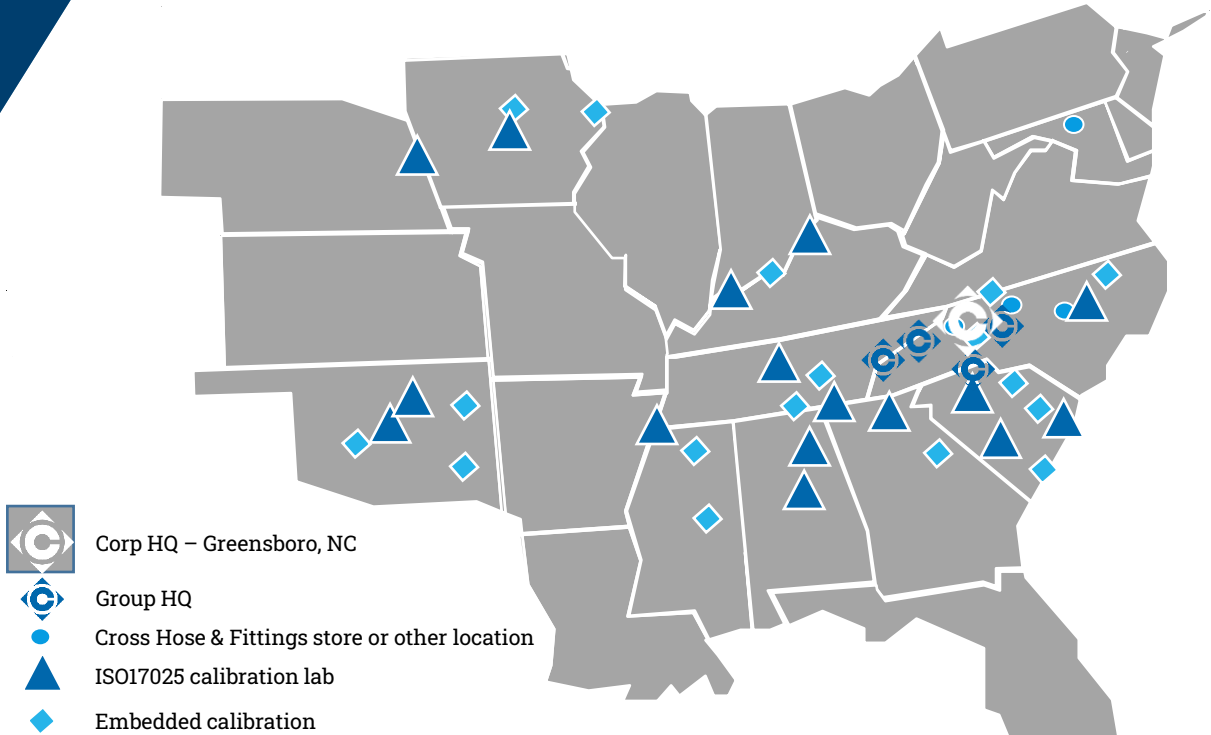 Corp HQ – Greensboro, NC
Group HQ
Cross Hose & Fittings store or other location
ISO17025 calibration lab
Embedded calibration